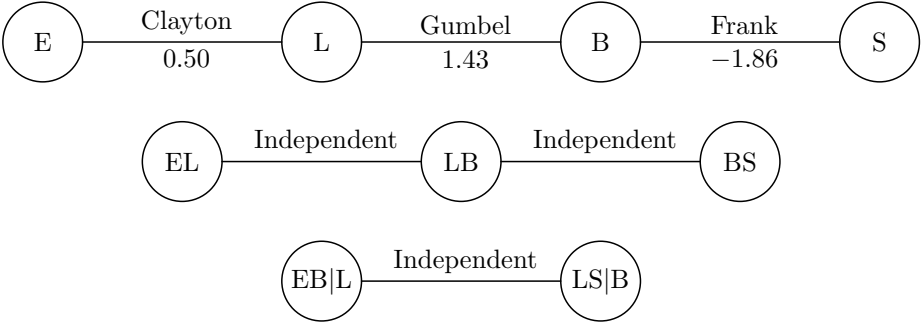 Clayton Gumbel Frank
E L B S
0.50 1.43 −1.86
Independent Independent
EL LB BS
Independent
EB|L LS|B